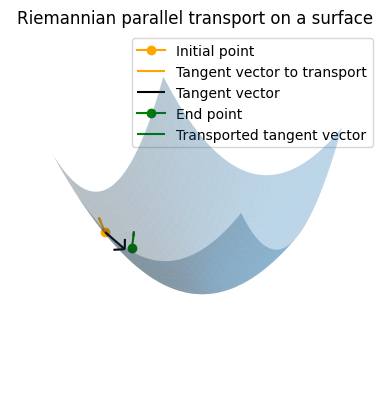 Riemannian parallel transport on a surface
Initial point
Tangent vector to transport
Tangent vector
End point
Transported tangent vector